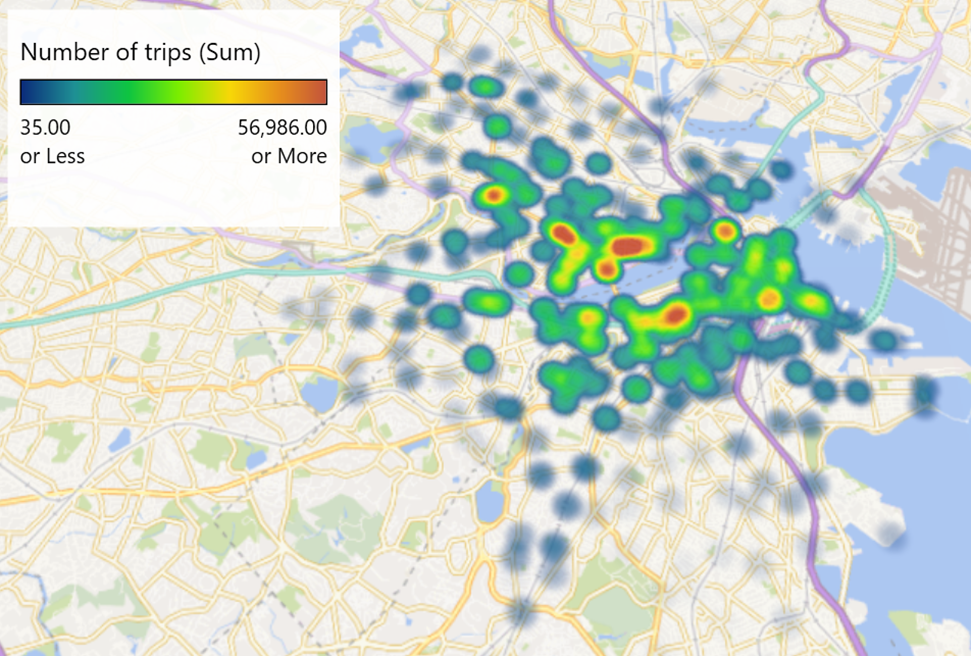 Number of trips (Sum)
35.00 56,986.00
or Less or More